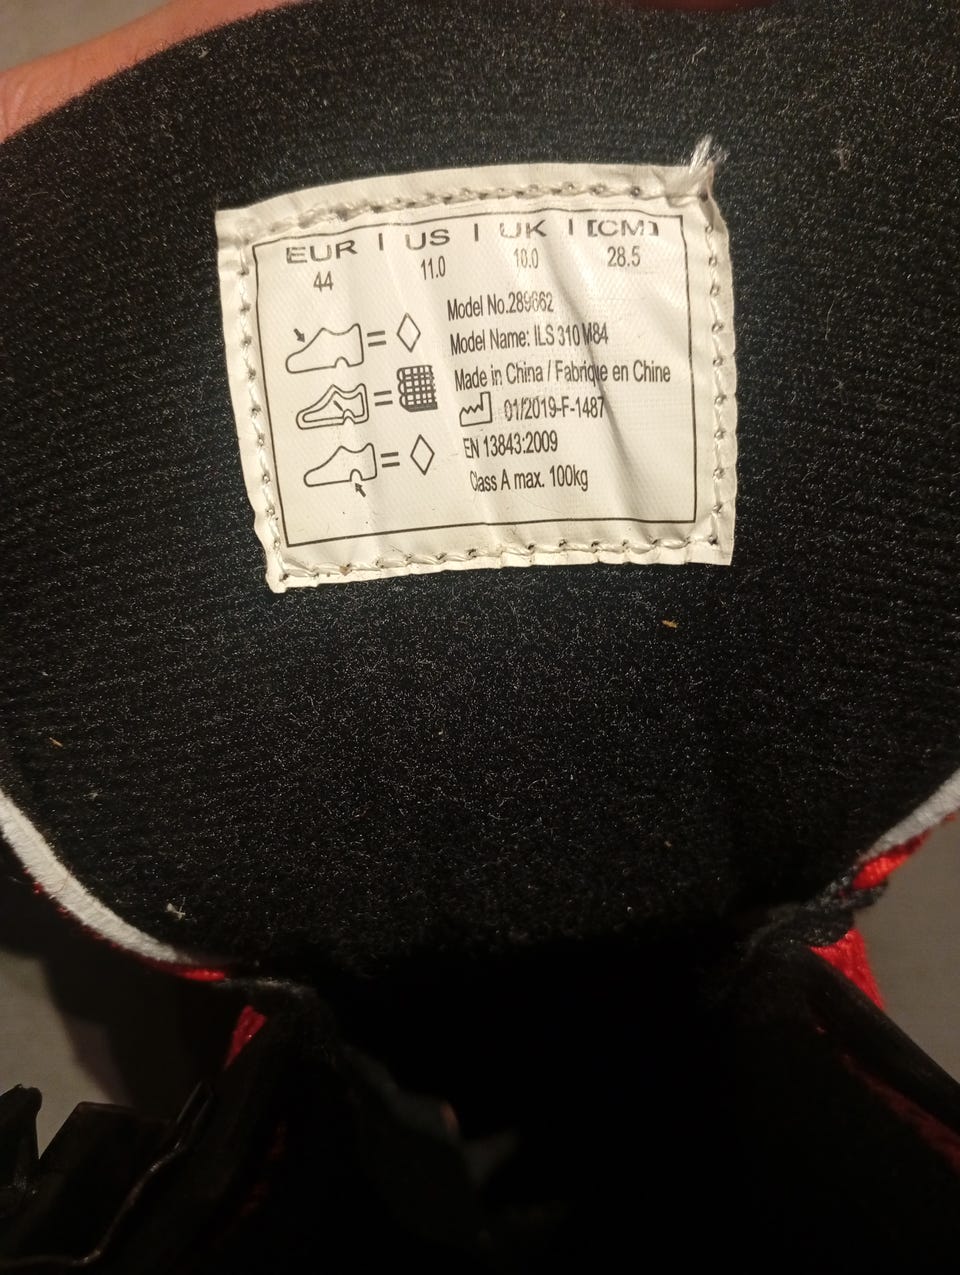 EUR | US | UK | [CM]
44 11.0 10.0 28.5
Model No.289662
Model Name: ILS 310 M84
Made in China / Fabriqué en Chine
01/2019-F-1487
EN 13843:2009
Class A max. 100kg